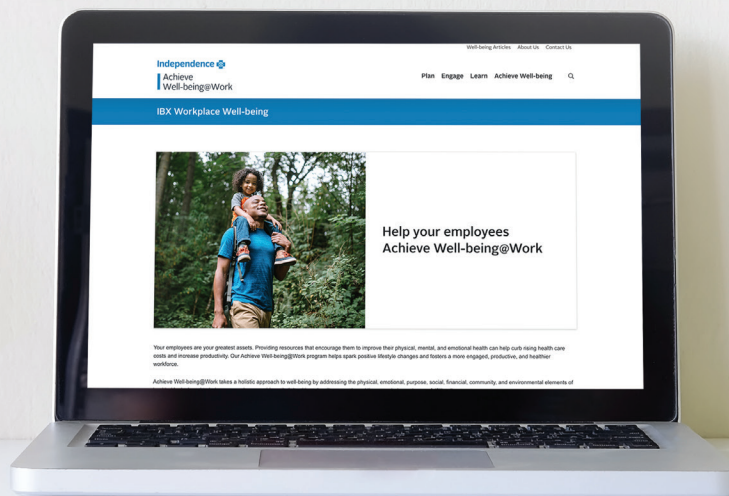 Well-being Articles About Us Contact Us
Independence
Achieve
Well-being@Work
Plan Engage Learn Achieve Well-being
IBX Workplace Well-being
Help your employees
Achieve Well-being@Work
Your employees are your greatest assets. Providing resources that encourage them to improve their physical, mental, and emotional health can help curb rising health care
costs and increase productivity. Our Achieve Well-being@Work program helps spark positive lifestyle changes and fosters a more engaged, productive, and healthier
workforce.
Achieve Well-being@Work takes a holistic approach to well-being by addressing the physical, emotional, purpose, social, financial, community, and environmental elements of